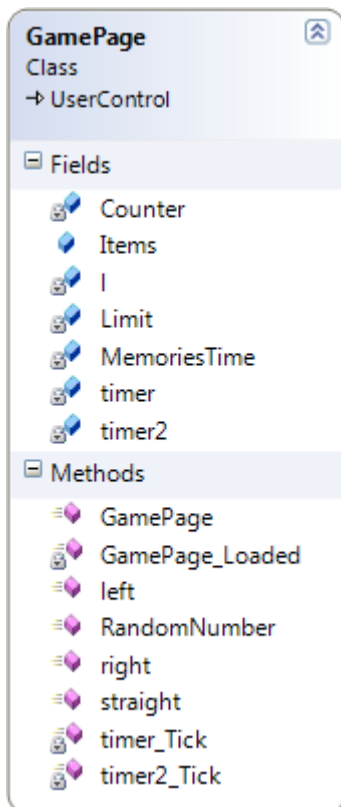 GamePage
Class
UserControl
Fields
Counter
Items
I
Limit
MemoriesTime
timer
timer2
Methods
GamePage
GamePage_Loaded
left
RandomNumber
right
straight
timer_Tick
timer2_Tick